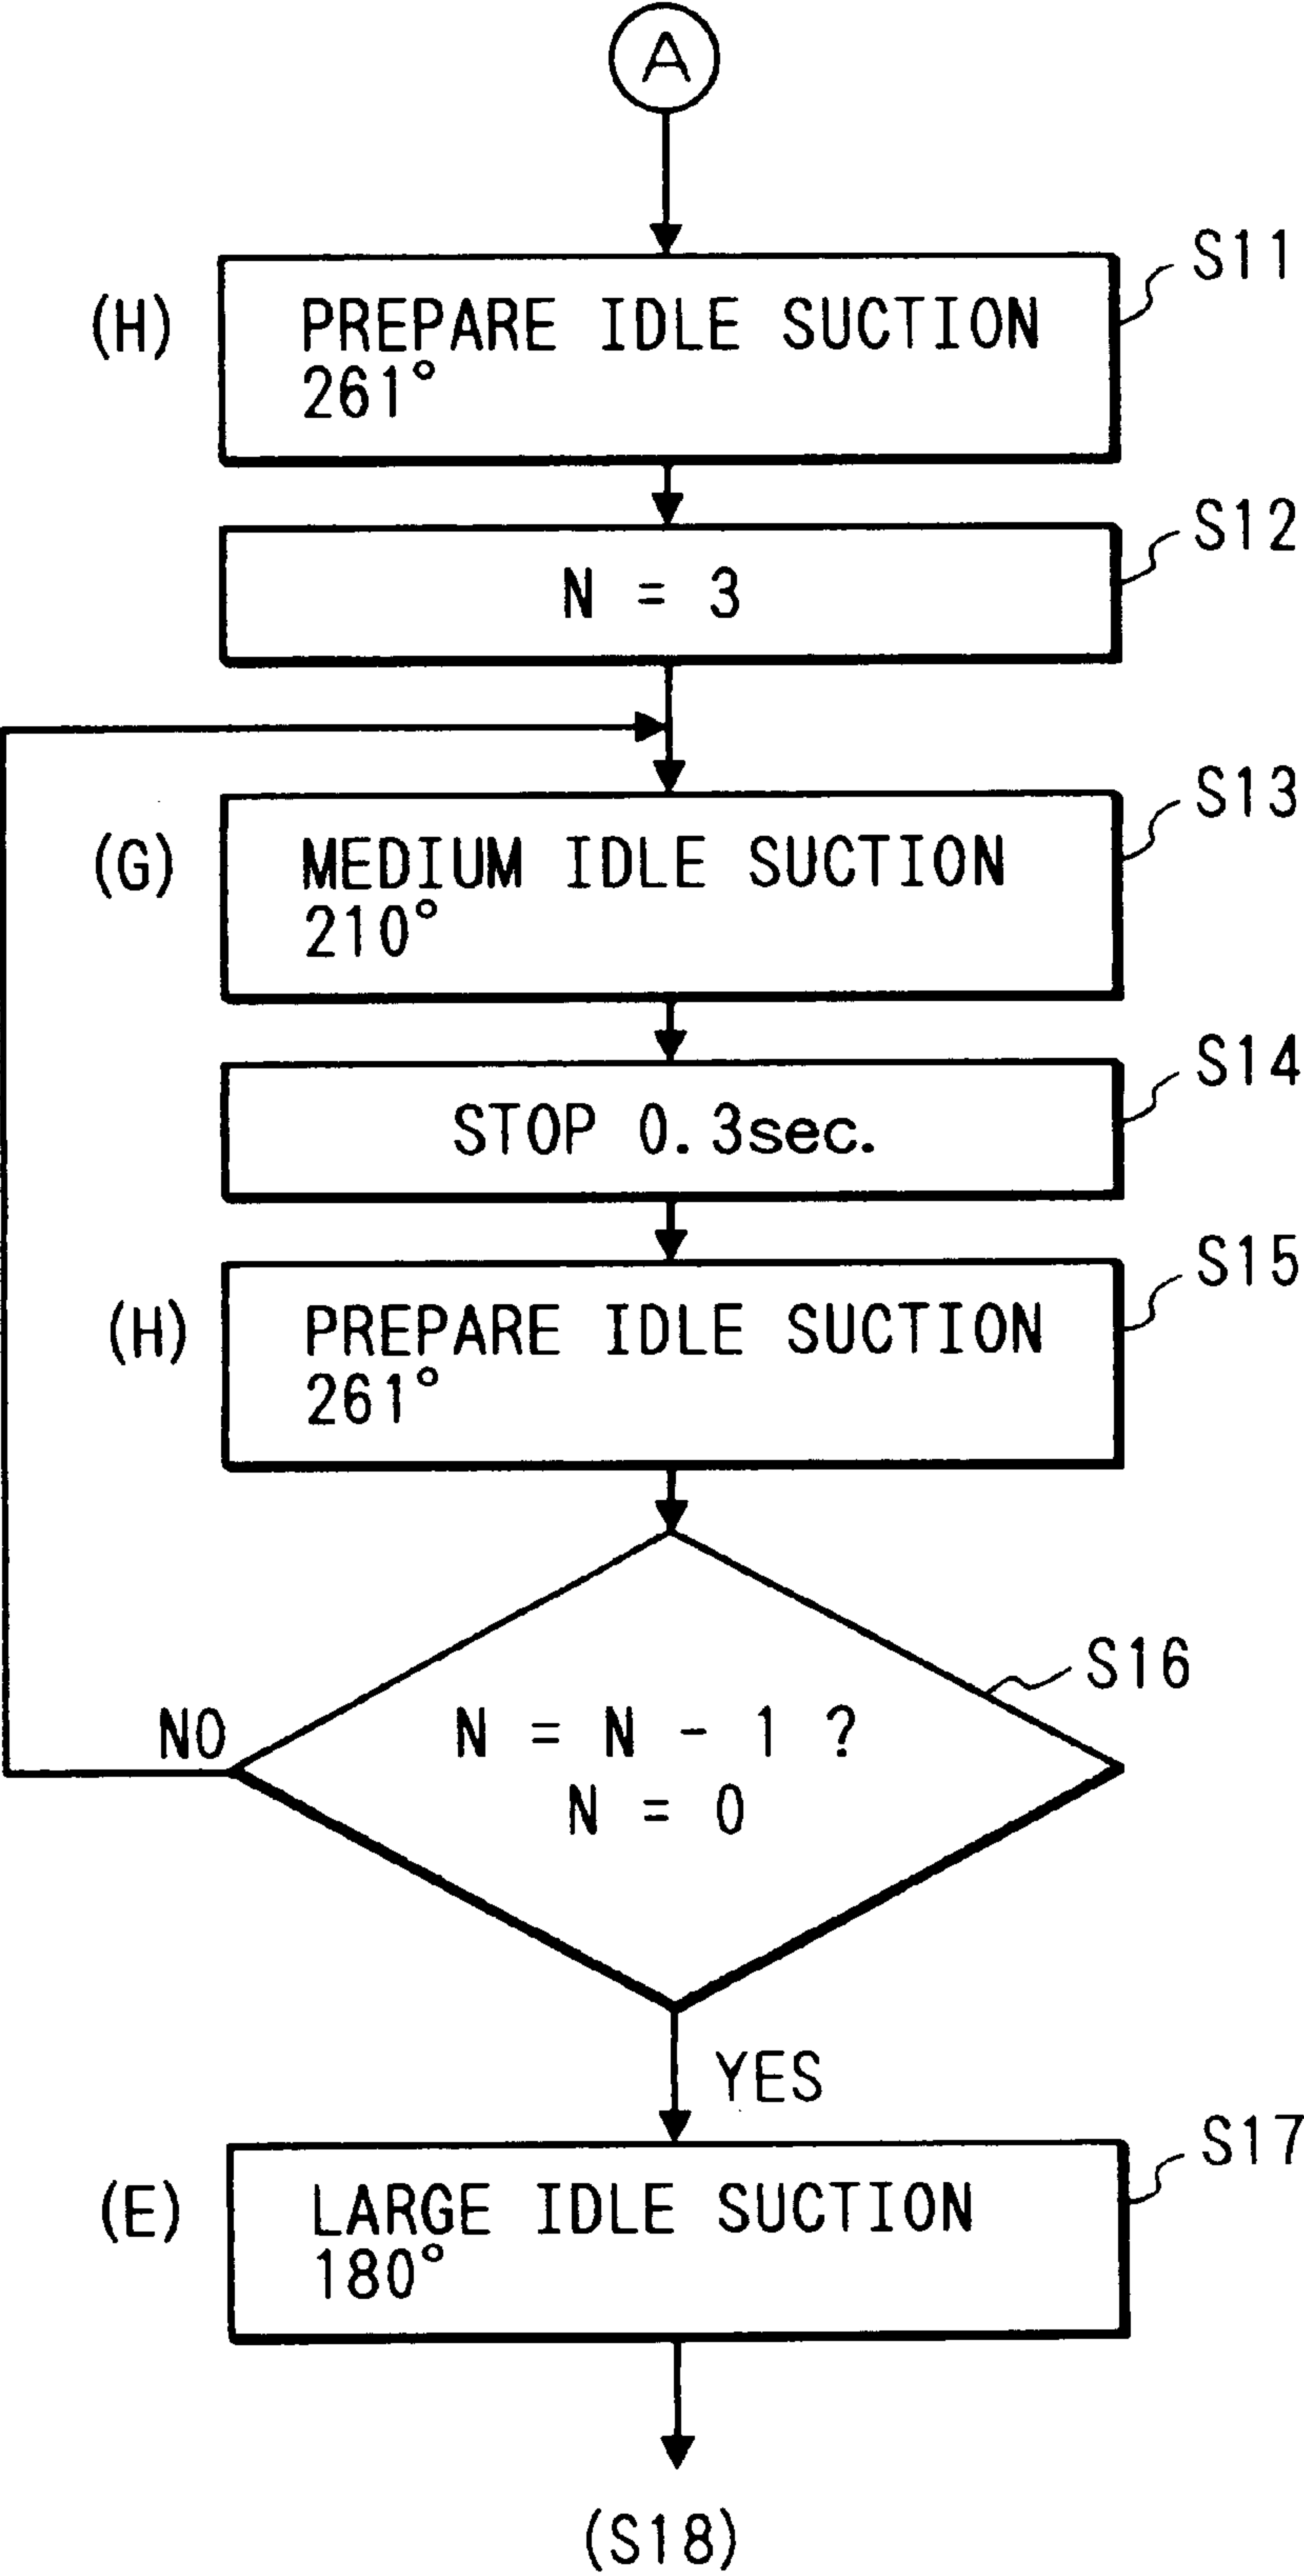 A
S11
(H)
PREPARE IDLE SUCTION
261°
S12
N = 3
S13
(G)
MEDIUM IDLE SUCTION
210°
S14
STOP 0.3sec.
S15
(H)
PREPARE IDLE SUCTION
261°
S16
NO
N = N - 1 ?
N = 0
YES
S17
(E)
LARGE IDLE SUCTION
180°
(S18)